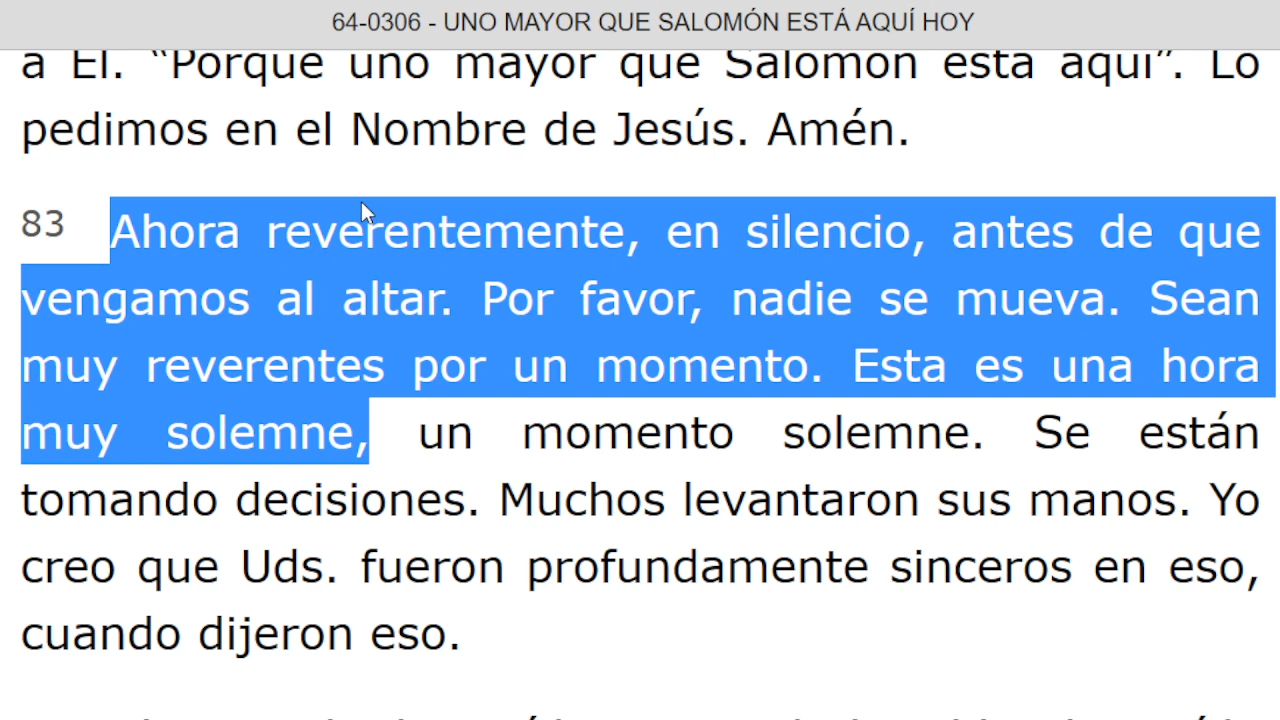 64-0306 - UNO MAYOR QUE SALOMÓN ESTÁ AQUÍ HOY
a Él. “Porque uno mayor que Salomón está aquí”. Lo
pedimos en el Nombre de Jesús. Amén.
83 Ahora reverentemente, en silencio, antes de que
vengamos al altar. Por favor, nadie se mueva. Sean
muy reverentes por un momento. Esta es una hora
muy solemne, un momento solemne. Se están
tomando decisiones. Muchos levantaron sus manos. Yo
creo que Uds. fueron profundamente sinceros en eso,
cuando dijeron eso.